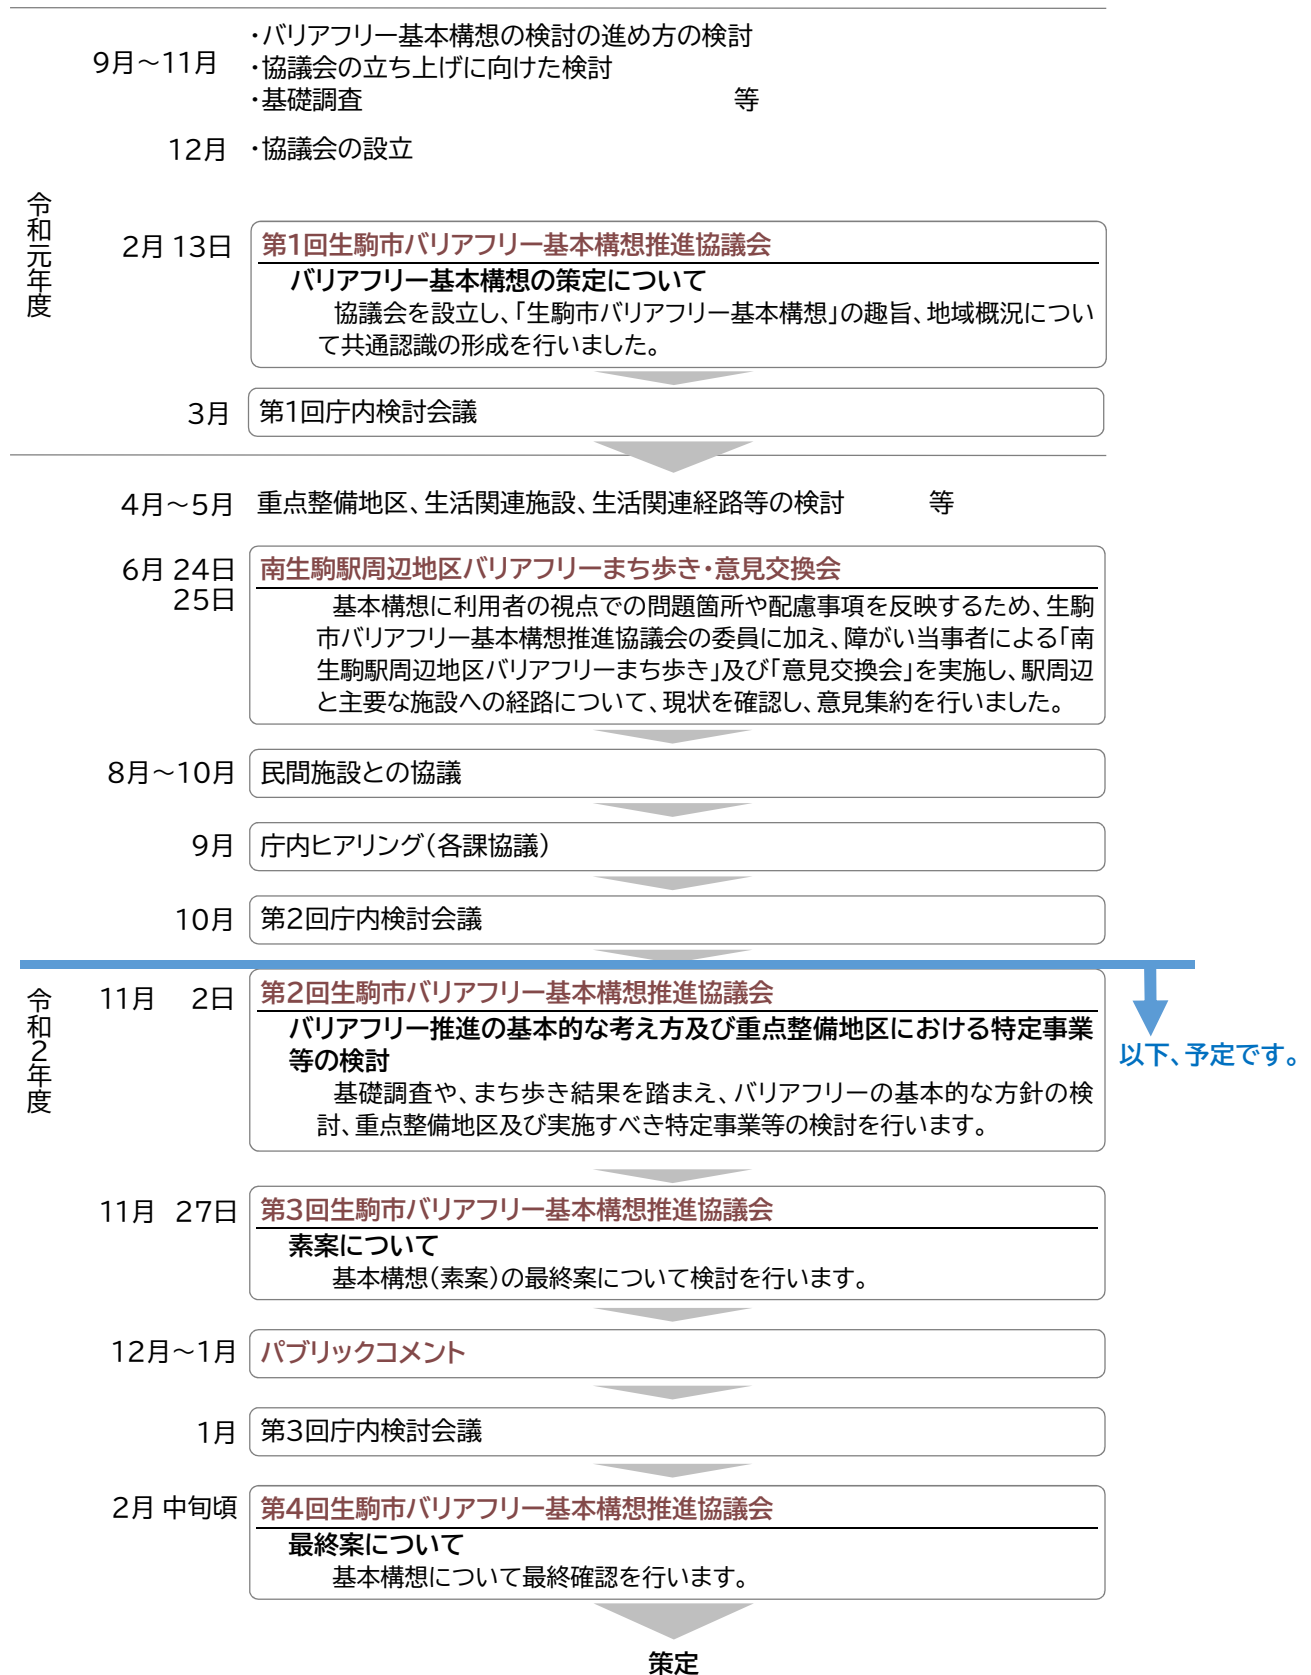 令和元年度
9月～11月
・バリアフリー基本構想の検討の進め方の検討
・協議会の立ち上げに向けた検討
・基礎調査 等
12月 ・協議会の設立
2月 13日 第1回生駒市バリアフリー基本構想推進協議会
バリアフリー基本構想の策定について
協議会を設立し、「生駒市バリアフリー基本構想」の趣旨、地域概況につい
て共通認識の形成を行いました。
3月 第1回庁内検討会議
令和2年度
4月～5月 重点整備地区、生活関連施設、生活関連経路等の検討 等
6月 24日 南生駒駅周辺地区バリアフリーまち歩き・意見交換会
25日
基本構想に利用者の視点での問題箇所や配慮事項を反映するため、生駒
市バリアフリー基本構想推進協議会の委員に加え、障がい当事者による「南
生駒駅周辺地区バリアフリーまち歩き」及び「意見交換会」を実施し、駅周辺
と主要な施設への経路について、現状を確認し、意見集約を行いました。
8月～10月 民間施設との協議
9月 庁内ヒアリング（各課協議）
10月 第2回庁内検討会議
11月 2日 第2回生駒市バリアフリー基本構想推進協議会
バリアフリー推進の基本的な考え方及び重点整備地区における特定事業
等の検討
以下、予定です。
基礎調査や、まち歩き結果を踏まえ、バリアフリーの基本的な方針の検
討、重点整備地区及び実施すべき特定事業等の検討を行います。
11月 27日 第3回生駒市バリアフリー基本構想推進協議会
素案について
基本構想（素案）の最終案について検討を行います。
12月～1月 パブリックコメント
1月 第3回庁内検討会議
2月 中旬頃 第4回生駒市バリアフリー基本構想推進協議会
最終案について
基本構想について最終確認を行います。
策定